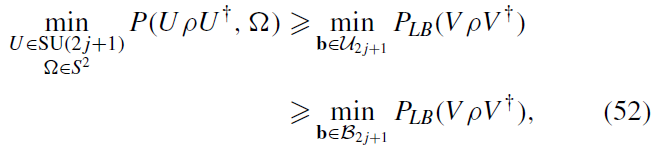 min P(UρU†, Ω) ⩾ min P_LB(VρV†)
U∈SU(2j+1) b∈𝒰_{2j+1}
Ω∈S²
⩾ min P_LB(VρV†), (52)
b∈ℬ_{2j+1}